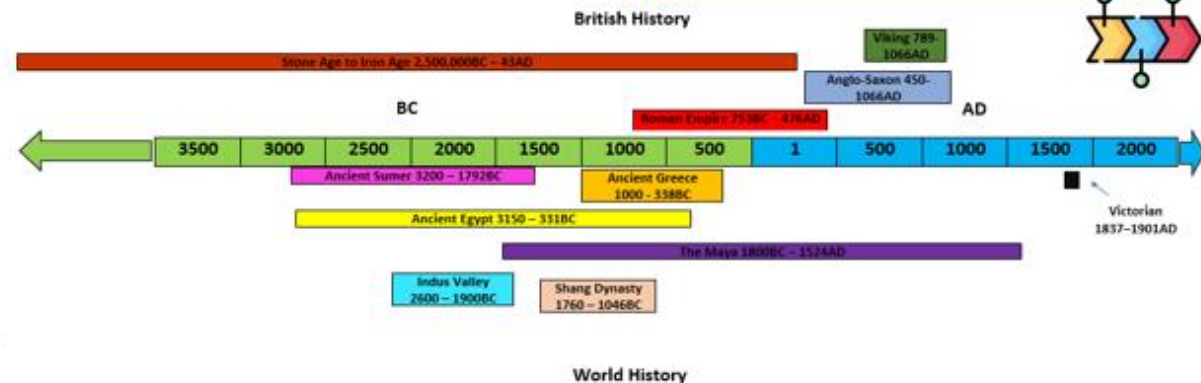 British History
Viking 789-
1066AD
Stone Age to Iron Age 2,500,000BC – 43AD
Anglo-Saxon 450-
1066AD
BC
AD
Roman Empire 753BC – 476AD
3500 3000 2500 2000 1500 1000 500 1 500 1000 1500 2000
Ancient Sumer 3200 – 1792BC
Ancient Greece
1000 - 338BC
Ancient Egypt 3150 – 331BC
Victorian
1837–1901AD
The Maya 1800BC – 1524AD
Indus Valley
2600 – 1900BC
Shang Dynasty
1760 – 1046BC
World History